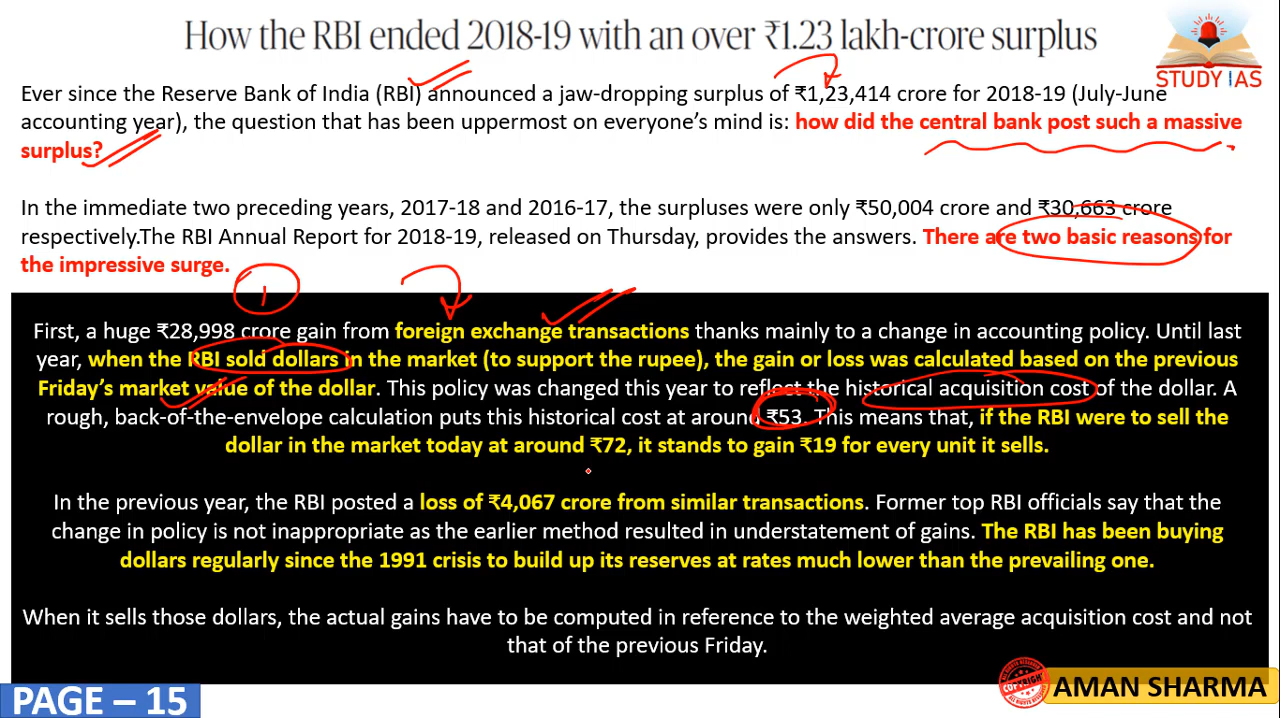 How the RBI ended 2018-19 with an over ₹1.23 lakh-crore surplus
STUDY IAS
Ever since the Reserve Bank of India (RBI) announced a jaw-dropping surplus of ₹1,23,414 crore for 2018-19 (July-June
accounting year), the question that has been uppermost on everyone's mind is: how did the central bank post such a massive
surplus?
In the immediate two preceding years, 2017-18 and 2016-17, the surpluses were only ₹50,004 crore and ₹30,663 crore
respectively.The RBI Annual Report for 2018-19, released on Thursday, provides the answers. There are two basic reasons for
the impressive surge.
1
First, a huge ₹28,998 crore gain from foreign exchange transactions thanks mainly to a change in accounting policy. Until last
year, when the RBI sold dollars in the market (to support the rupee), the gain or loss was calculated based on the previous
Friday's market value of the dollar. This policy was changed this year to reflect the historical acquisition cost of the dollar. A
rough, back-of-the-envelope calculation puts this historical cost at around ₹53. This means that, if the RBI were to sell the
dollar in the market today at around ₹72, it stands to gain ₹19 for every unit it sells.
In the previous year, the RBI posted a loss of ₹4,067 crore from similar transactions. Former top RBI officials say that the
change in policy is not inappropriate as the earlier method resulted in understatement of gains. The RBI has been buying
dollars regularly since the 1991 crisis to build up its reserves at rates much lower than the prevailing one.
When it sells those dollars, the actual gains have to be computed in reference to the weighted average acquisition cost and not
that of the previous Friday.
COPYRIGHT
AMAN SHARMA
PAGE – 15